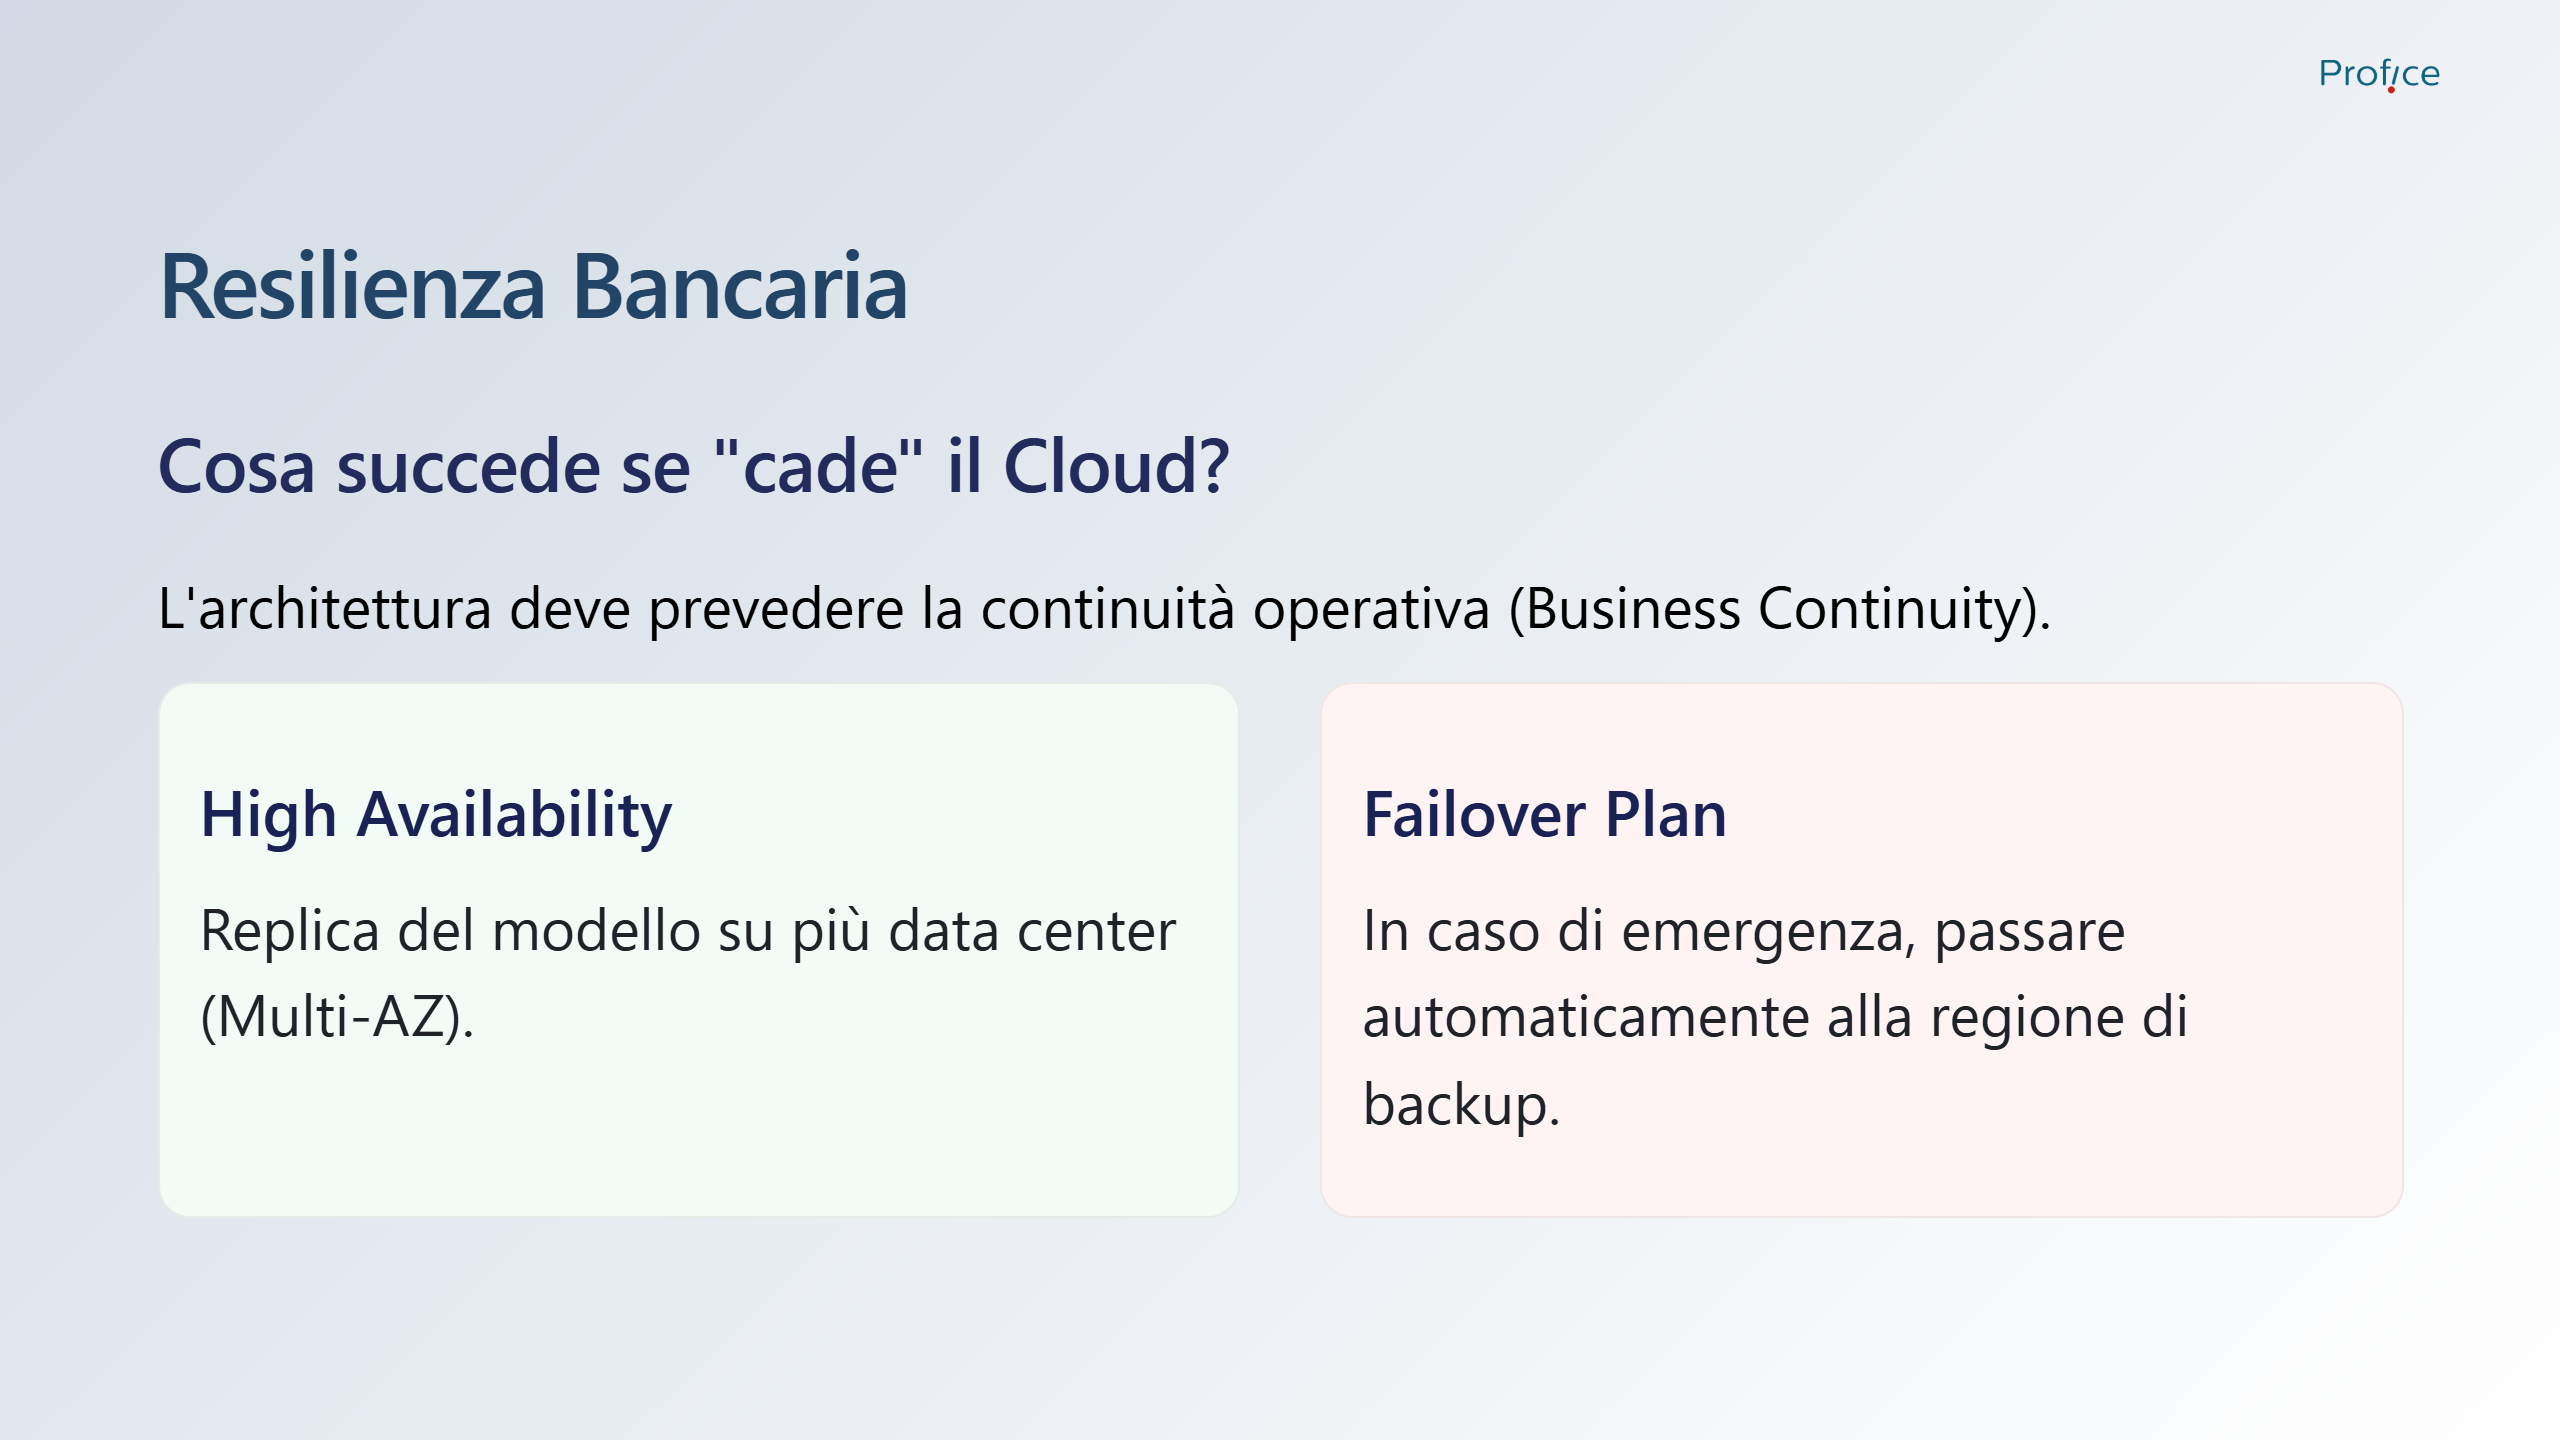 Profice
Resilienza Bancaria
Cosa succede se "cade" il Cloud?
L'architettura deve prevedere la continuità operativa (Business Continuity).
High Availability
Replica del modello su più data center
(Multi-AZ).
Failover Plan
In caso di emergenza, passare
automaticamente alla regione di
backup.